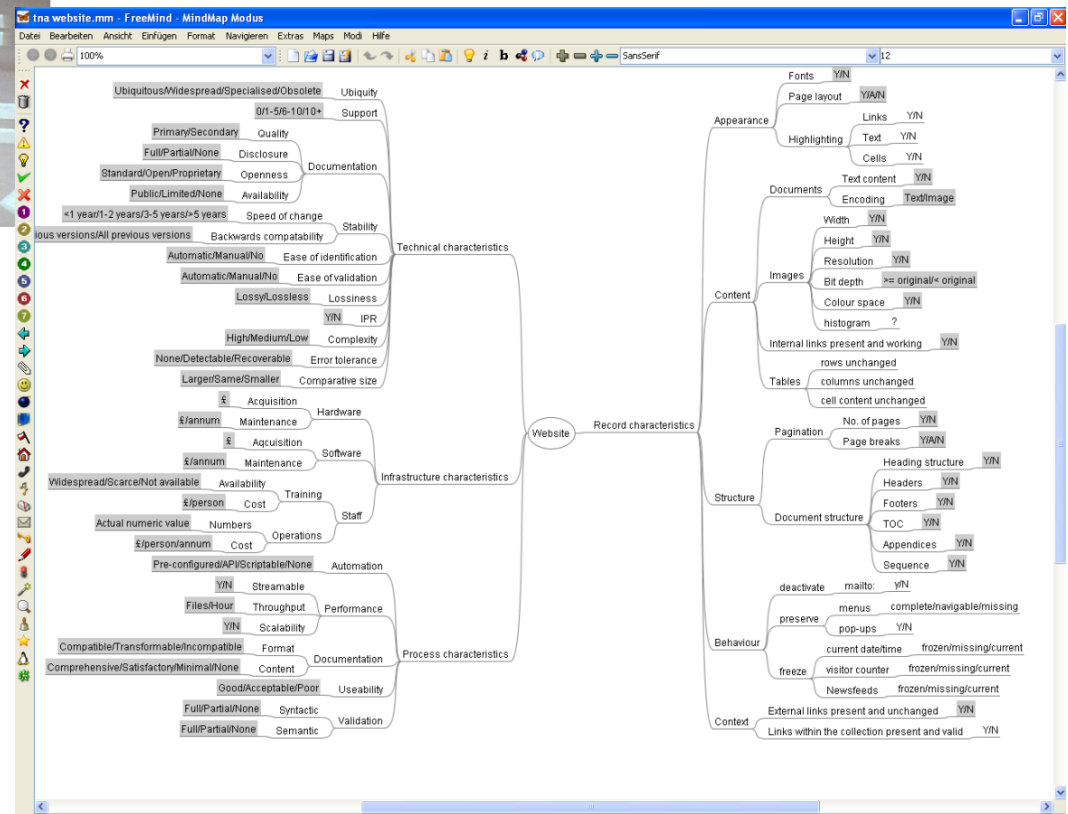 tna website.mm - FreeMind - MindMap Modus
Datei Bearbeiten Ansicht Einfügen Format Navigieren Extras Maps Modi Hilfe
100%
SansSerif
12
Website
Technical characteristics
Ubiquitous/Widespread/Specialised/Obsolete Ubiquity
0/1-5/6-10/10+ Support
Documentation
Primary/Secondary Quality
Full/Partial/None Disclosure
Standard/Open/Proprietary Openness
Public/Limited/None Availability
Stability
<1 year/1-2 years/3-5 years/>5 years Speed of change
versions/All previous versions Backwards compatability
Automatic/Manual/No Ease of identification
Automatic/Manual/No Ease of validation
Lossy/Lossless Lossiness
Y/N IPR
High/Medium/Low Complexity
None/Detectable/Recoverable Error tolerance
Larger/Same/Smaller Comparative size
Infrastructure characteristics
Hardware
£ Acquisition
£/annum Maintenance
Software
£ Aqcuisition
£/annum Maintenance
Staff
Training
Widespread/Scarce/Not available Availability
£/person Cost
Operations
Actual numeric value Numbers
£/person/annum Cost
Process characteristics
Pre-configured/API/Scriptable/None Automation
Performance
Y/N Streamable
Files/Hour Throughput
Y/N Scalability
Documentation
Compatible/Transformable/Incompatible Format
Comprehensive/Satisfactory/Minimal/None Content
Good/Acceptable/Poor Useability
Validation
Full/Partial/None Syntactic
Full/Partial/None Semantic
Record characteristics
Appearance
Fonts Y/N
Page layout Y/A/N
Highlighting
Links Y/N
Text Y/N
Cells Y/N
Content
Documents
Text content Y/N
Encoding Text/Image
Images
Width Y/N
Height Y/N
Resolution Y/N
Bit depth >= original/< original
Colour space Y/N
histogram ?
Internal links present and working Y/N
Tables
rows unchanged
columns unchanged
cell content unchanged
Structure
Pagination
No. of pages Y/N
Page breaks Y/A/N
Document structure
Heading structure Y/N
Headers Y/N
Footers Y/N
TOC Y/N
Appendices Y/N
Sequence Y/N
Behaviour
deactivate mailto: y/N
preserve
menus complete/navigable/missing
pop-ups Y/N
freeze
current date/time frozen/missing/current
visitor counter frozen/missing/current
Newsfeeds frozen/missing/current
Context
External links present and unchanged Y/N
Links within the collection present and valid Y/N